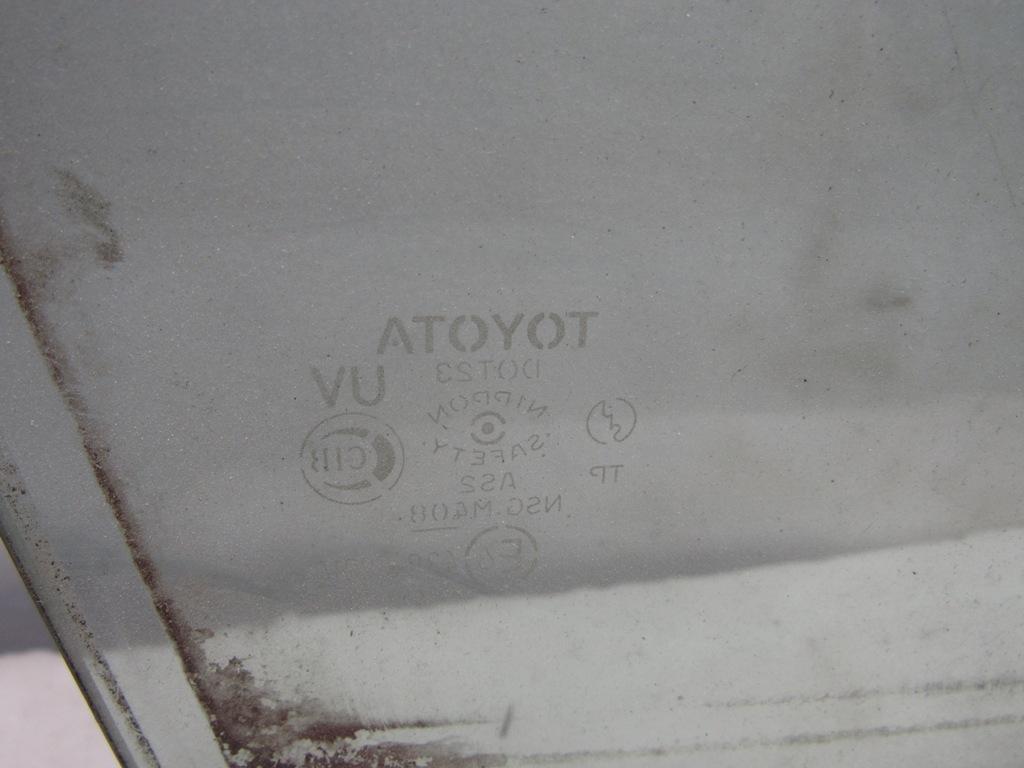 TOYOTA
DOT23
UV
NIPPON
SAFETY
AS2
TP
NSG M408